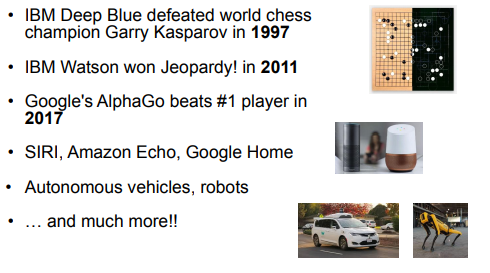 • IBM Deep Blue defeated world chess
champion Garry Kasparov in 1997
• IBM Watson won Jeopardy! in 2011
• Google's AlphaGo beats #1 player in
2017
• SIRI, Amazon Echo, Google Home
• Autonomous vehicles, robots
• … and much more!!